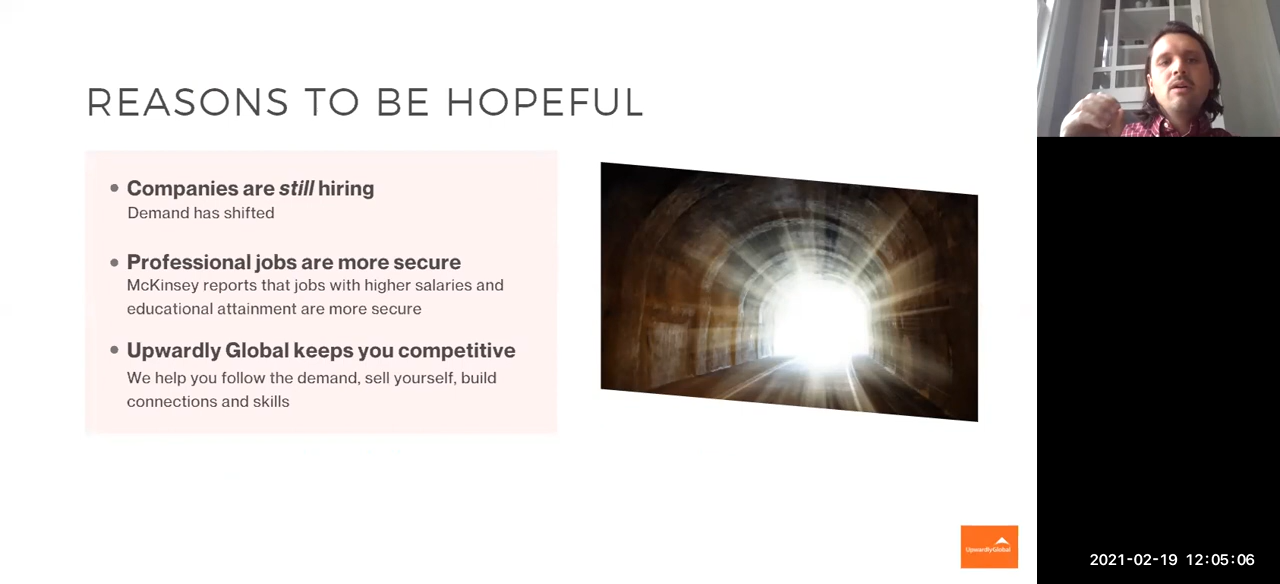 REASONS TO BE HOPEFUL
Companies are still hiring
Demand has shifted
Professional jobs are more secure
McKinsey reports that jobs with higher salaries and
educational attainment are more secure
Upwardly Global keeps you competitive
We help you follow the demand, sell yourself, build
connections and skills
UpwardlyGlobal
2021-02-19 12:05:06